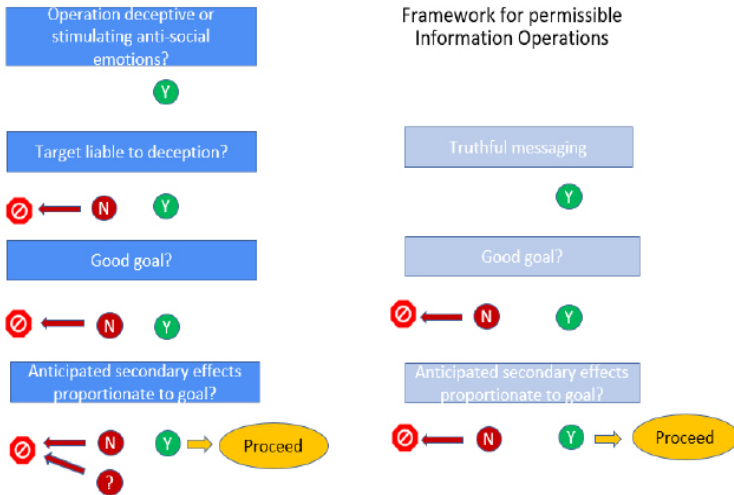 Operation deceptive or
stimulating anti-social
emotions?
Y
Target liable to deception?
N Y
Good goal?
N Y
Anticipated secondary effects
proportionate to goal?
N Y Proceed
?
Framework for permissible
Information Operations
Truthful messaging
Y
Good goal?
N Y
Anticipated secondary effects
proportionate to goal?
N Y Proceed